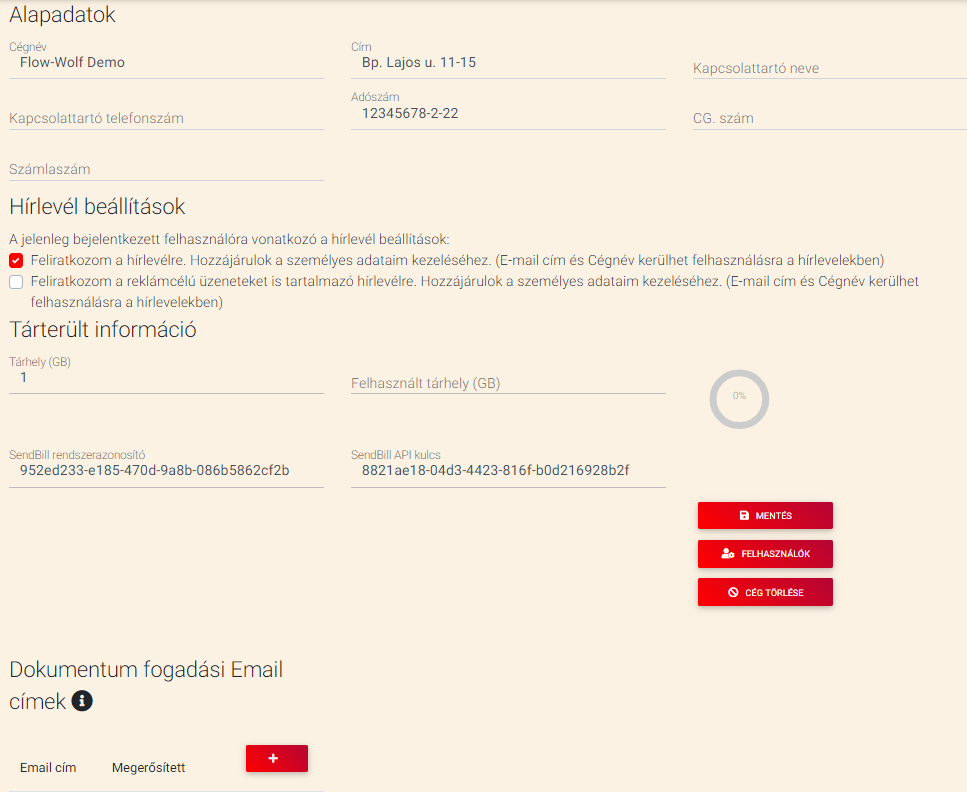 Alapadatok
Cégnév
Flow-Wolf Demo
Cím
Bp. Lajos u. 11-15
Kapcsolattartó neve
Kapcsolattartó telefonszám
Adószám
12345678-2-22
CG. szám
Számlaszám
Hírlevél beállítások
A jelenleg bejelentkezett felhasználóra vonatkozó a hírlevél beállítások:
Feliratkozom a hírlevélre. Hozzájárulok a személyes adataim kezeléséhez. (E-mail cím és Cégnév kerülhet felhasználásra a hírlevelekben)
Feliratkozom a reklámcélú üzeneteket is tartalmazó hírlevélre. Hozzájárulok a személyes adataim kezeléséhez. (E-mail cím és Cégnév kerülhet
felhasználásra a hírlevelekben)
Tárterült információ
Tárhely (GB)
1
Felhasznált tárhely (GB)
0%
SendBill rendszerazonosító
952ed233-e185-470d-9a8b-086b5862cf2b
SendBill API kulcs
8821ae18-04d3-4423-816f-b0d216928b2f
MENTÉS
FELHASZNÁLÓK
CÉG TÖRLÉSE
Dokumentum fogadási Email
címek
Email cím
Megerősített
+